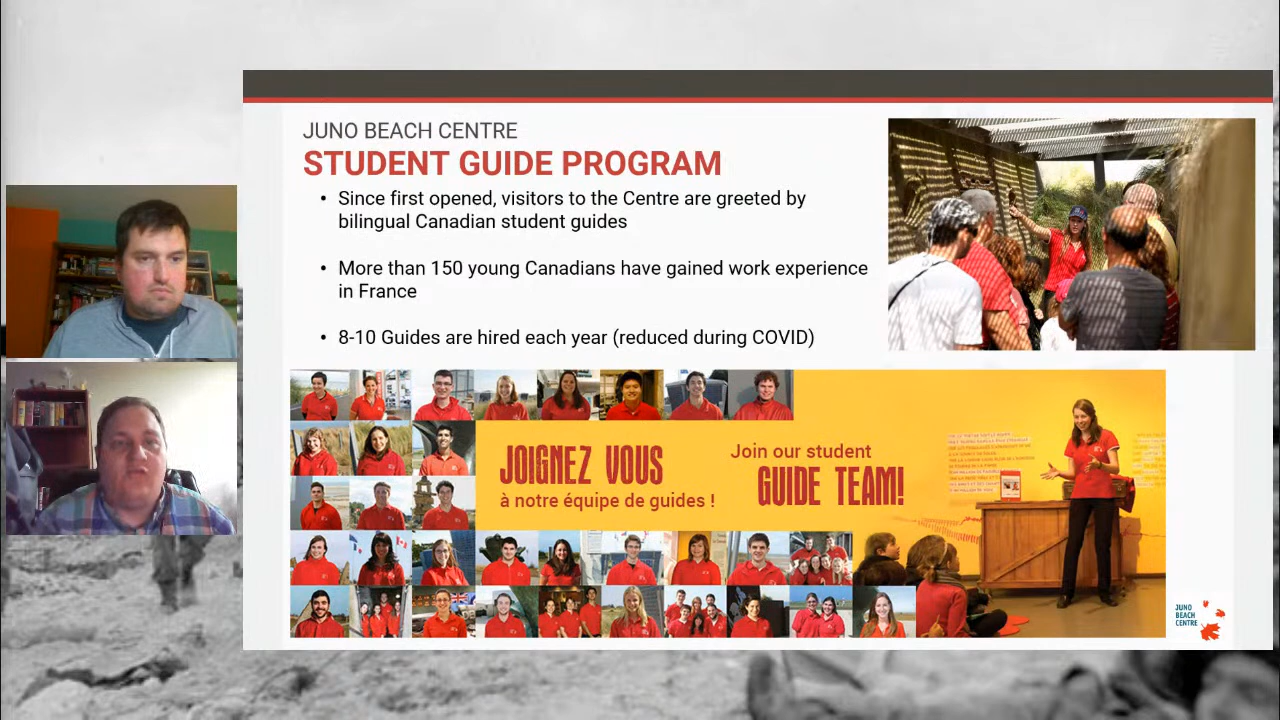 JUNO BEACH CENTRE
STUDENT GUIDE PROGRAM
• Since first opened, visitors to the Centre are greeted by
bilingual Canadian student guides
• More than 150 young Canadians have gained work experience
in France
• 8-10 Guides are hired each year (reduced during COVID)
JOIGNEZ VOUS
à notre équipe de guides !
Join our student
GUIDE TEAM!
JUNO
BEACH
CENTRE